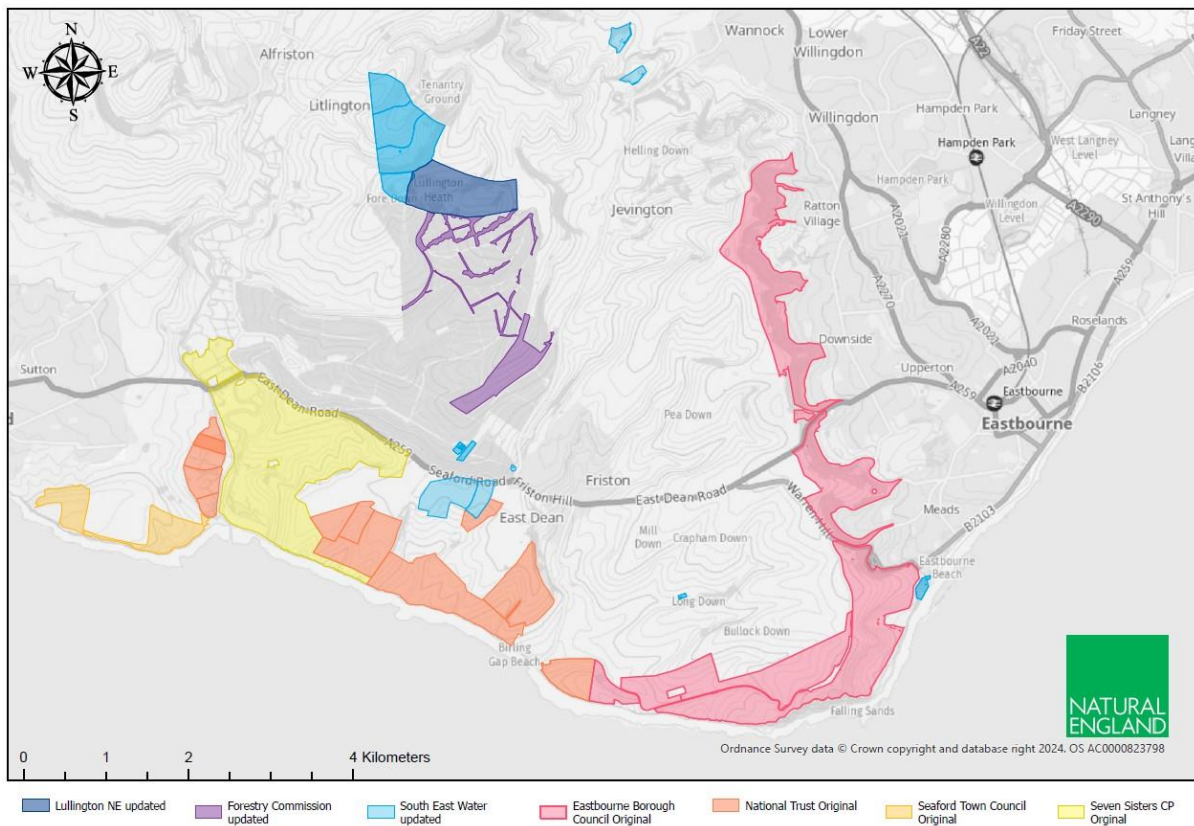 N
W
E
S
Alfriston
Wannock
Lower
Willingdon
Friday Street
A22
Tenantry
Ground
Litlington
Hampden Park
Langney
Willingdon
Hampden Park
West Langney
Level
Helling Down
Lullington
Heath
Hampden Park
St Anthony's
Hill
A2290
Jevington
Ratton
Village
Willingdon
Level
A2021
A2280
A259
A2270
Roselands
Downside
A2021
Sutton
Upperton
A2040
B2106
East Dean Road
A259
Eastbourne
Pea Down
Eastbourne
A259
Seaford Road
Friston Hill
Friston
East Dean Road
Warren Hill
Meads
B2103
East Dean
Mill
Down
Crapham Down
Eastbourne
Beach
Long Down
Bullock Down
Birling
Gap Beach
Falling Sands
NATURAL
ENGLAND
0 1 2 4 Kilometers
Ordnance Survey data © Crown copyright and database right 2024. OS AC0000823798
Lullington NE updated
Forestry Commission
updated
South East Water
updated
Eastbourne Borough
Council Original
National Trust Original
Seaford Town Council
Original
Seven Sisters CP
Orginal